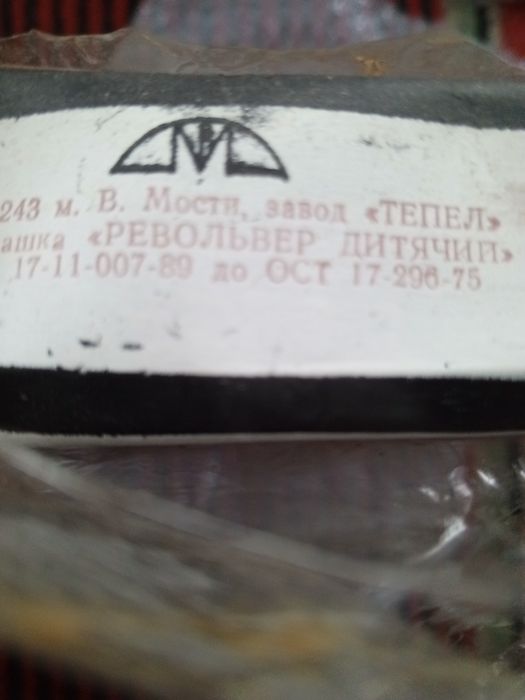 243 м. В. Мости, завод «ТЕПЕЛ»
ашка «РЕВОЛЬВЕР ДИТЯЧИЙ»
17-11-007-89 до ОСТ 17-296-75